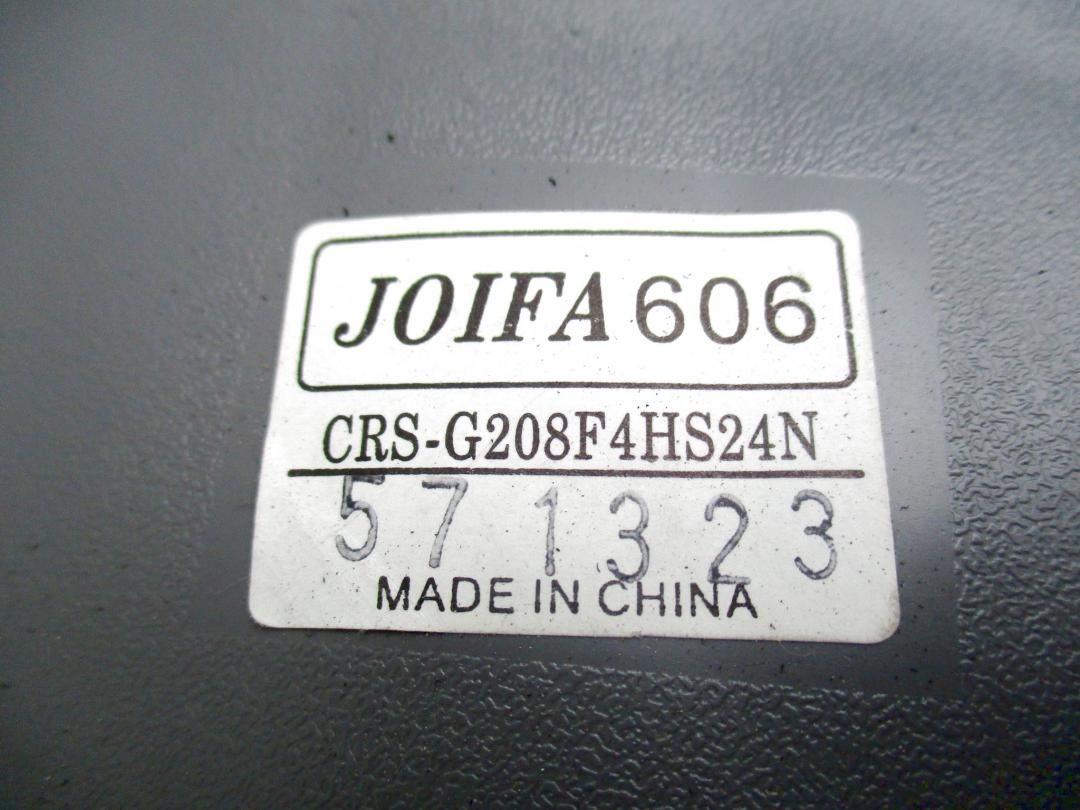 JOIFA 606
CRS-G208F4HS24N
571323
MADE IN CHINA